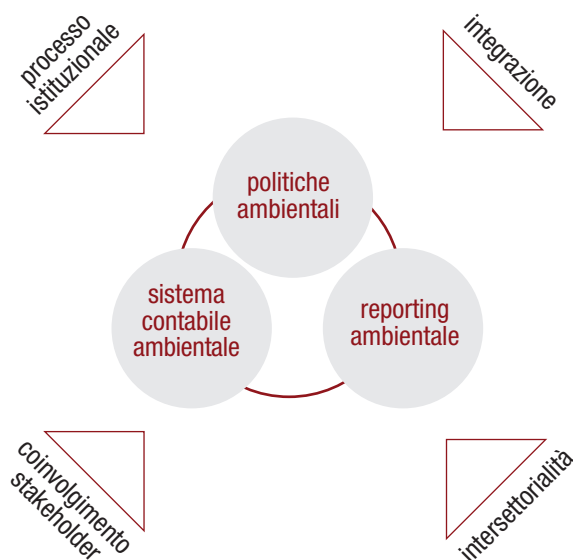 processo
istituzionale
integrazione
politiche
ambientali
sistema
contabile
ambientale
reporting
ambientale
coinvolgimento
stakeholder
intersettorialità